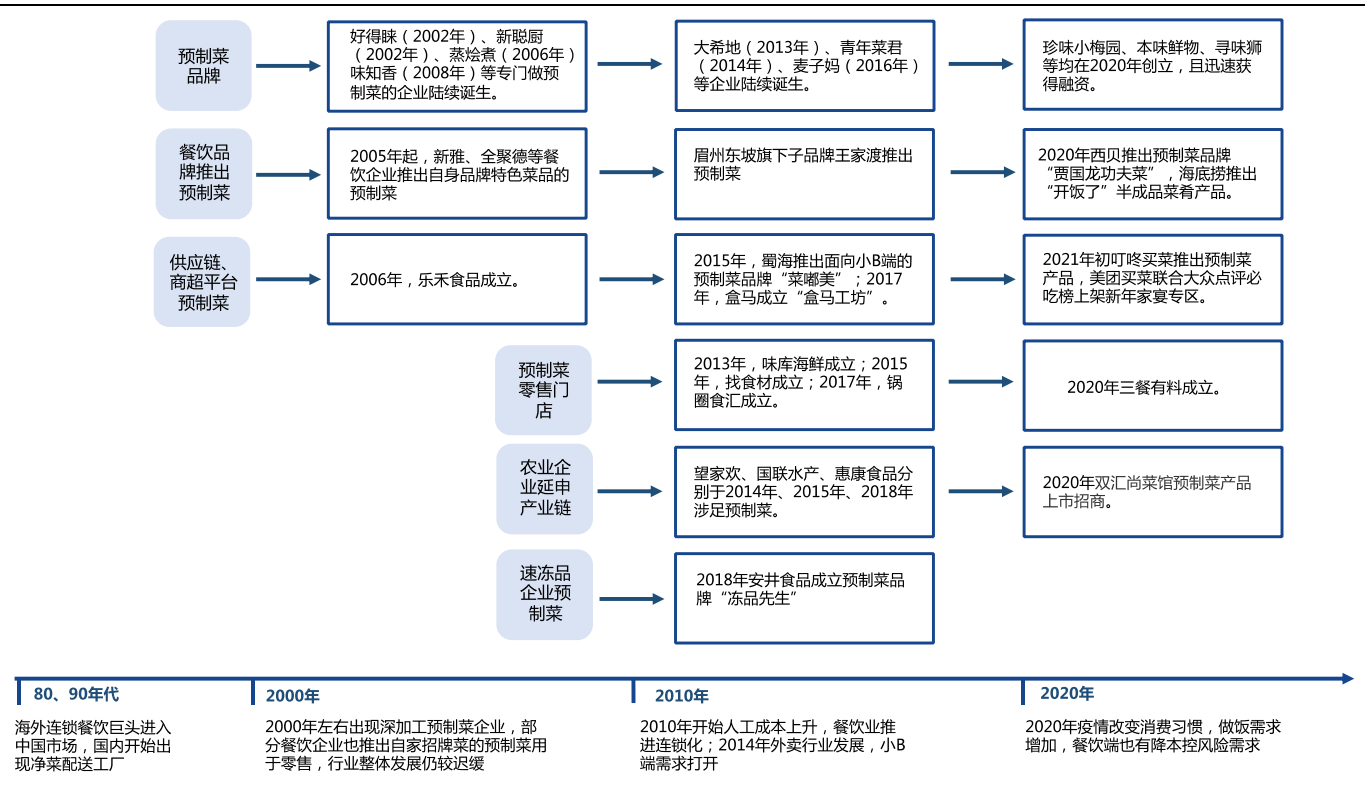 预制菜
品牌
好得睐（2002年）、新聪厨
（2002年）、蒸烩煮（2006年）
味知香（2008年）等专门做预
制菜的企业陆续诞生。
大希地（2013年）、青年菜君
（2014年）、麦子妈（2016年）
等企业陆续诞生。
珍味小梅园、本味鲜物、寻味狮
等均在2020年创立，且迅速获
得融资。
餐饮品
牌推出
预制菜
2005年起，新雅、全聚德等餐
饮企业推出自身品牌特色菜品的
预制菜
眉州东坡旗下子品牌王家渡推出
预制菜
2020年西贝推出预制菜品牌
“贾国龙功夫菜”，海底捞推出
“开饭了”半成品菜肴产品。
供应链、
商超平台
预制菜
2006年，乐禾食品成立。
2015年，蜀海推出面向小B端的
预制菜品牌“菜嘟美”；2017
年，盒马成立“盒马工坊”。
2021年初叮咚买菜推出预制菜
产品，美团买菜联合大众点评必
吃榜上架新年家宴专区。
预制菜
零售门
店
2013年，味库海鲜成立；2015
年，找食材成立；2017年，锅
圈食汇成立。
2020年三餐有料成立。
农业企
业延申
产业链
望家欢、国联水产、惠康食品分
别于2014年、2015年、2018年
涉足预制菜。
2020年双汇尚菜馆预制菜产品
上市招商。
速冻品
企业预
制菜
2018年安井食品成立预制菜品
牌“冻品先生”
80、90年代
海外连锁餐饮巨头进入
中国市场，国内开始出
现净菜配送工厂
2000年
2000年左右出现深加工预制菜企业，部
分餐饮企业也推出自家招牌菜的预制菜用
于零售，行业整体发展仍较迟缓
2010年
2010年开始人工成本上升，餐饮业推
进连锁化；2014年外卖行业发展，小B
端需求打开
2020年
2020年疫情改变消费习惯，做饭需求
增加，餐饮端也有降本控风险需求